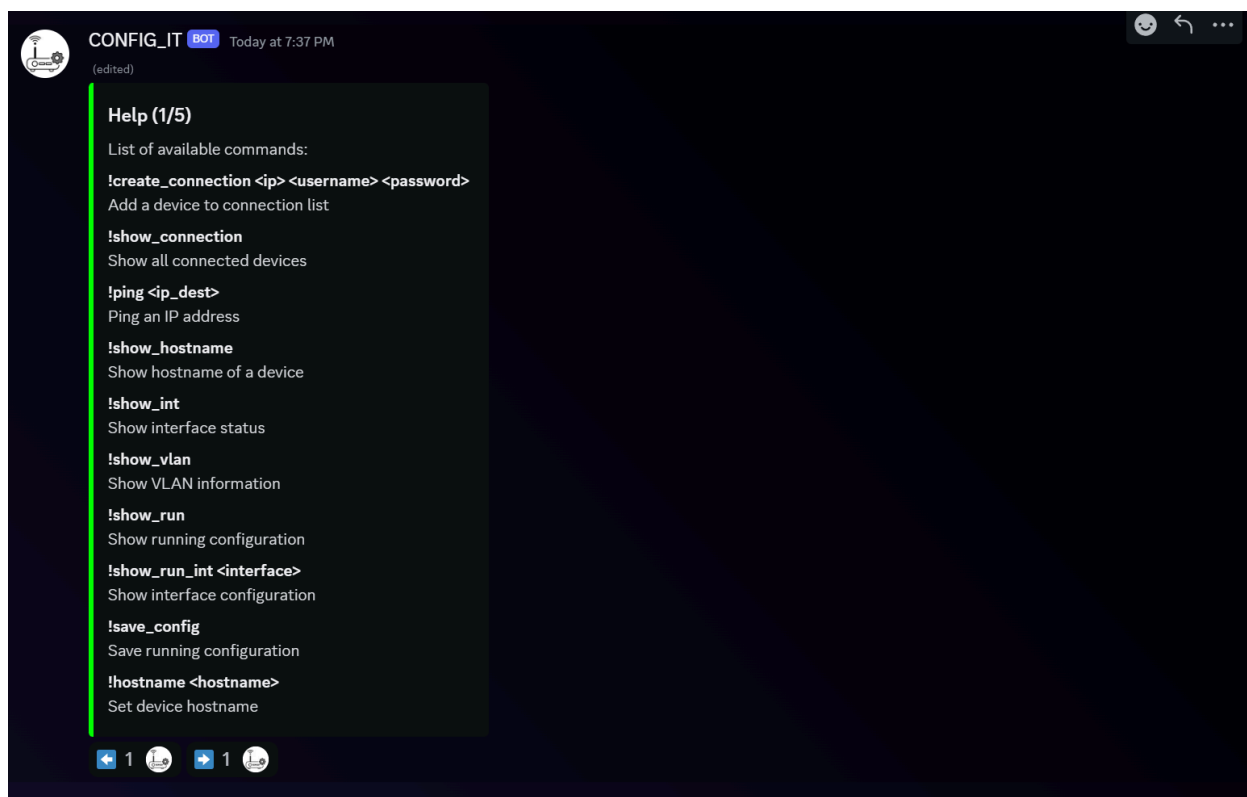 CONFIG_IT BOT Today at 7:37 PM
(edited)
Help (1/5)
List of available commands:
!create_connection <ip> <username> <password>
Add a device to connection list
!show_connection
Show all connected devices
!ping <ip_dest>
Ping an IP address
!show_hostname
Show hostname of a device
!show_int
Show interface status
!show_vlan
Show VLAN information
!show_run
Show running configuration
!show_run_int <interface>
Show interface configuration
!save_config
Save running configuration
!hostname <hostname>
Set device hostname
1 1